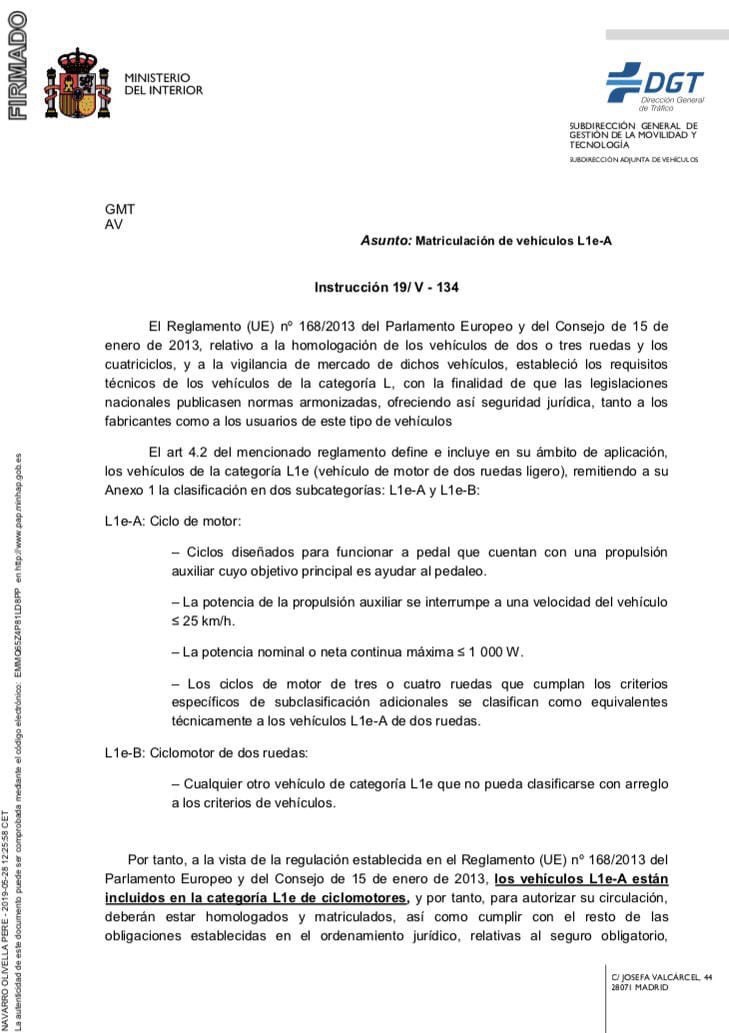 FIRMADO
MINISTERIO
DEL INTERIOR
DGT
Dirección General
de Tráfico
SUBDIRECCIÓN GENERAL DE
GESTIÓN DE LA MOVILIDAD Y
TECNOLOGÍA
SUBDIRECCIÓN ADJUNTA DE VEHÍCULOS
GMT
AV
Asunto: Matriculación de vehículos L1e-A
Instrucción 19/ V - 134
El Reglamento (UE) nº 168/2013 del Parlamento Europeo y del Consejo de 15 de
enero de 2013, relativo a la homologación de los vehículos de dos o tres ruedas y los
cuatriciclos, y a la vigilancia de mercado de dichos vehículos, estableció los requisitos
técnicos de los vehículos de la categoría L, con la finalidad de que las legislaciones
nacionales publicasen normas armonizadas, ofreciendo así seguridad jurídica, tanto a los
fabricantes como a los usuarios de este tipo de vehículos
El art 4.2 del mencionado reglamento define e incluye en su ámbito de aplicación,
los vehículos de la categoría L1e (vehículo de motor de dos ruedas ligero), remitiendo a su
Anexo 1 la clasificación en dos subcategorías: L1e-A y L1e-B:
L1e-A: Ciclo de motor:
– Ciclos diseñados para funcionar a pedal que cuentan con una propulsión
auxiliar cuyo objetivo principal es ayudar al pedaleo.
– La potencia de la propulsión auxiliar se interrumpe a una velocidad del vehículo
≤ 25 km/h.
– La potencia nominal o neta continua máxima ≤ 1 000 W.
– Los ciclos de motor de tres o cuatro ruedas que cumplan los criterios
específicos de subclasificación adicionales se clasifican como equivalentes
técnicamente a los vehículos L1e-A de dos ruedas.
L1e-B: Ciclomotor de dos ruedas:
– Cualquier otro vehículo de categoría L1e que no pueda clasificarse con arreglo
a los criterios de vehículos.
Por tanto, a la vista de la regulación establecida en el Reglamento (UE) nº 168/2013 del
Parlamento Europeo y del Consejo de 15 de enero de 2013, los vehículos L1e-A están
incluidos en la categoría L1e de ciclomotores, y por tanto, para autorizar su circulación,
deberán estar homologados y matriculados, así como cumplir con el resto de las
obligaciones establecidas en el ordenamiento jurídico, relativas al seguro obligatorio,
C/ JOSEFA VALCÁRCEL, 44
28071 MADRID
NAVARRO OLIVELLA PERE - 2019-05-28 12:25:58 CET
La autenticidad de este documento puede ser comprobada mediante el código electrónico: EMMQ65Z4P81LD8PP en http://www.pap.minhap.gob.es